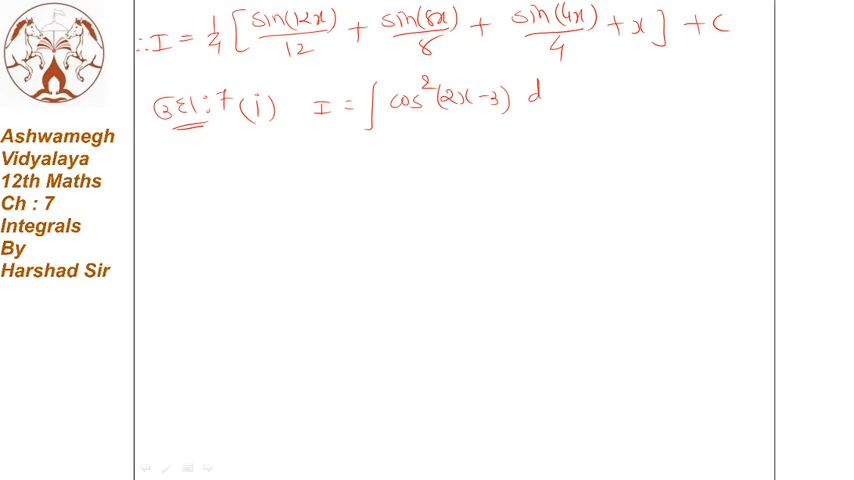 ∴ I = 1/4 [ sin(12x)/12 + sin(8x)/8 + sin(4x)/4 + x ] + C
ઉદા : 7 (i) I = ∫ cos²(2x - 3) d
Ashwamegh
Vidyalaya
12th Maths
Ch : 7
Integrals
By
Harshad Sir